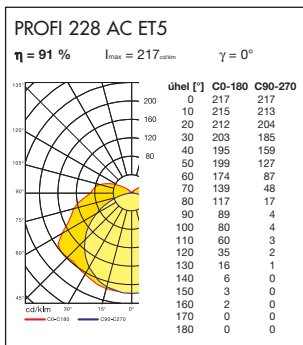 PROFI 228 AC ET5
η = 91 % Imax = 217 cd/klm γ = 0°
135°
120°
105°
90°
75°
60°
45°
200
160
120
80
cd/klm 30° 15° 0°
C0-C180 C90-C270
úhel [°] C0-180 C90-270
0 217 217
10 215 213
20 212 204
30 203 185
40 195 159
50 199 127
60 174 87
70 139 48
80 117 17
90 89 4
100 80 4
110 60 3
120 35 2
130 16 1
140 6 0
150 3 0
160 2 0
170 0 0
180 0 0